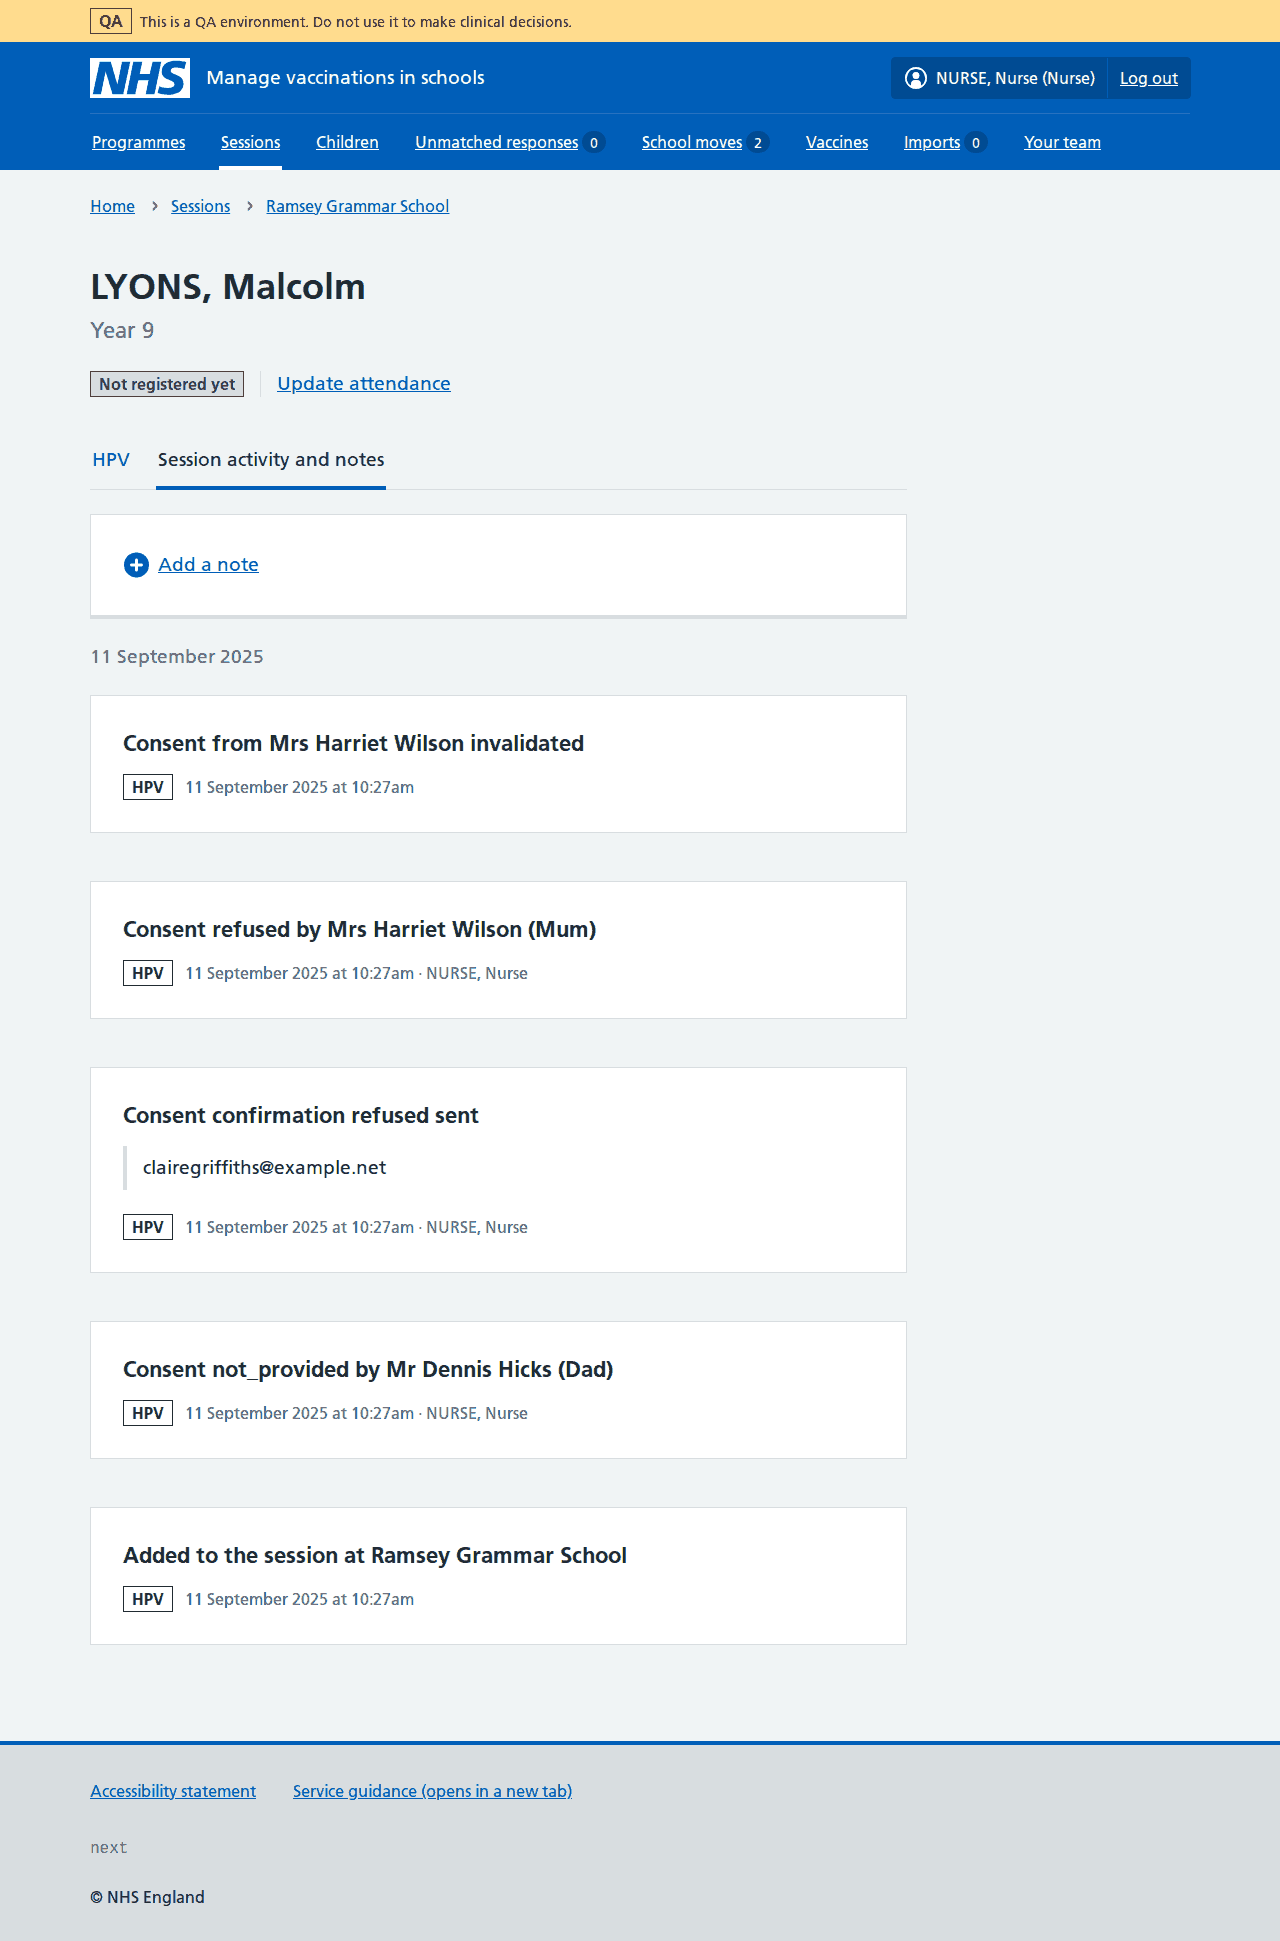 QA This is a QA environment. Do not use it to make clinical decisions.
NHS Manage vaccinations in schools NURSE, Nurse (Nurse) Log out
Programmes Sessions Children Unmatched responses 0 School moves 2 Vaccines Imports 0 Your team
Home Sessions Ramsey Grammar School
LYONS, Malcolm
Year 9
Not registered yet Update attendance
HPV Session activity and notes
Add a note
11 September 2025
Consent from Mrs Harriet Wilson invalidated
HPV 11 September 2025 at 10:27am
Consent refused by Mrs Harriet Wilson (Mum)
HPV 11 September 2025 at 10:27am · NURSE, Nurse
Consent confirmation refused sent
clairegriffiths@example.net
HPV 11 September 2025 at 10:27am · NURSE, Nurse
Consent not_provided by Mr Dennis Hicks (Dad)
HPV 11 September 2025 at 10:27am · NURSE, Nurse
Added to the session at Ramsey Grammar School
HPV 11 September 2025 at 10:27am
Accessibility statement Service guidance (opens in a new tab)
next
© NHS England